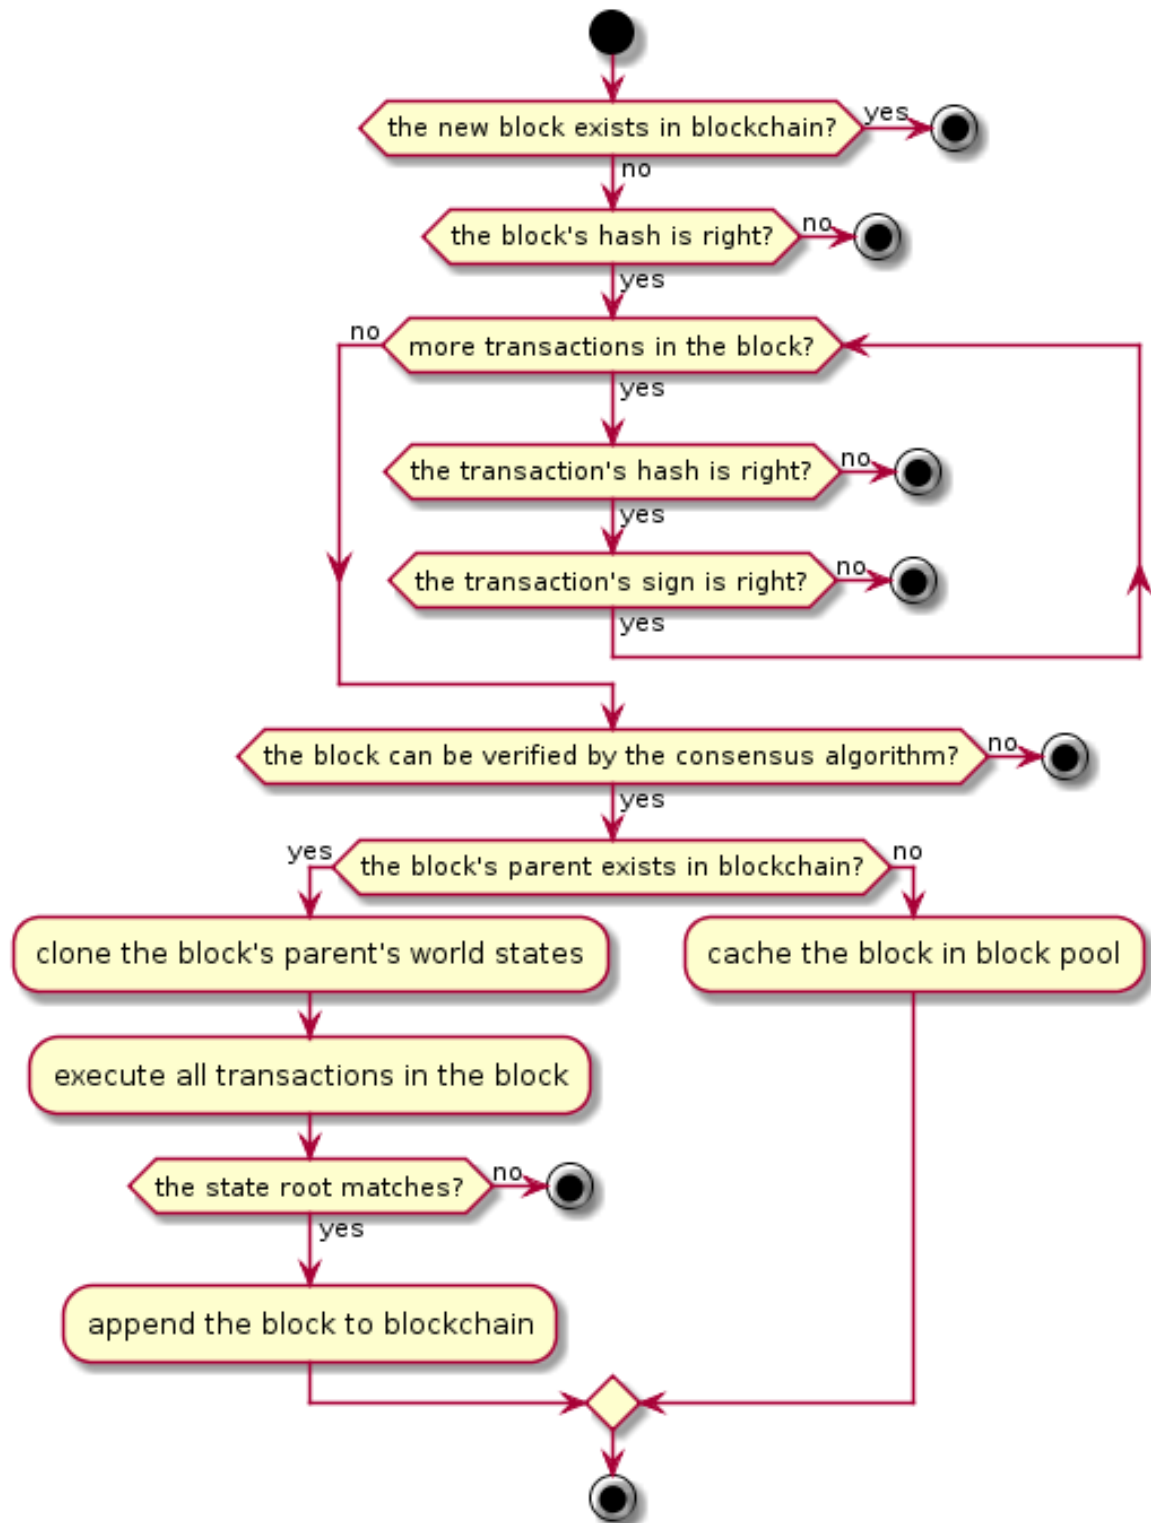 the new block exists in blockchain?
yes
no
the block's hash is right?
no
yes
no
more transactions in the block?
yes
the transaction's hash is right?
no
yes
the transaction's sign is right?
no
yes
the block can be verified by the consensus algorithm?
no
yes
yes
the block's parent exists in blockchain?
no
clone the block's parent's world states
cache the block in block pool
execute all transactions in the block
the state root matches?
no
yes
append the block to blockchain